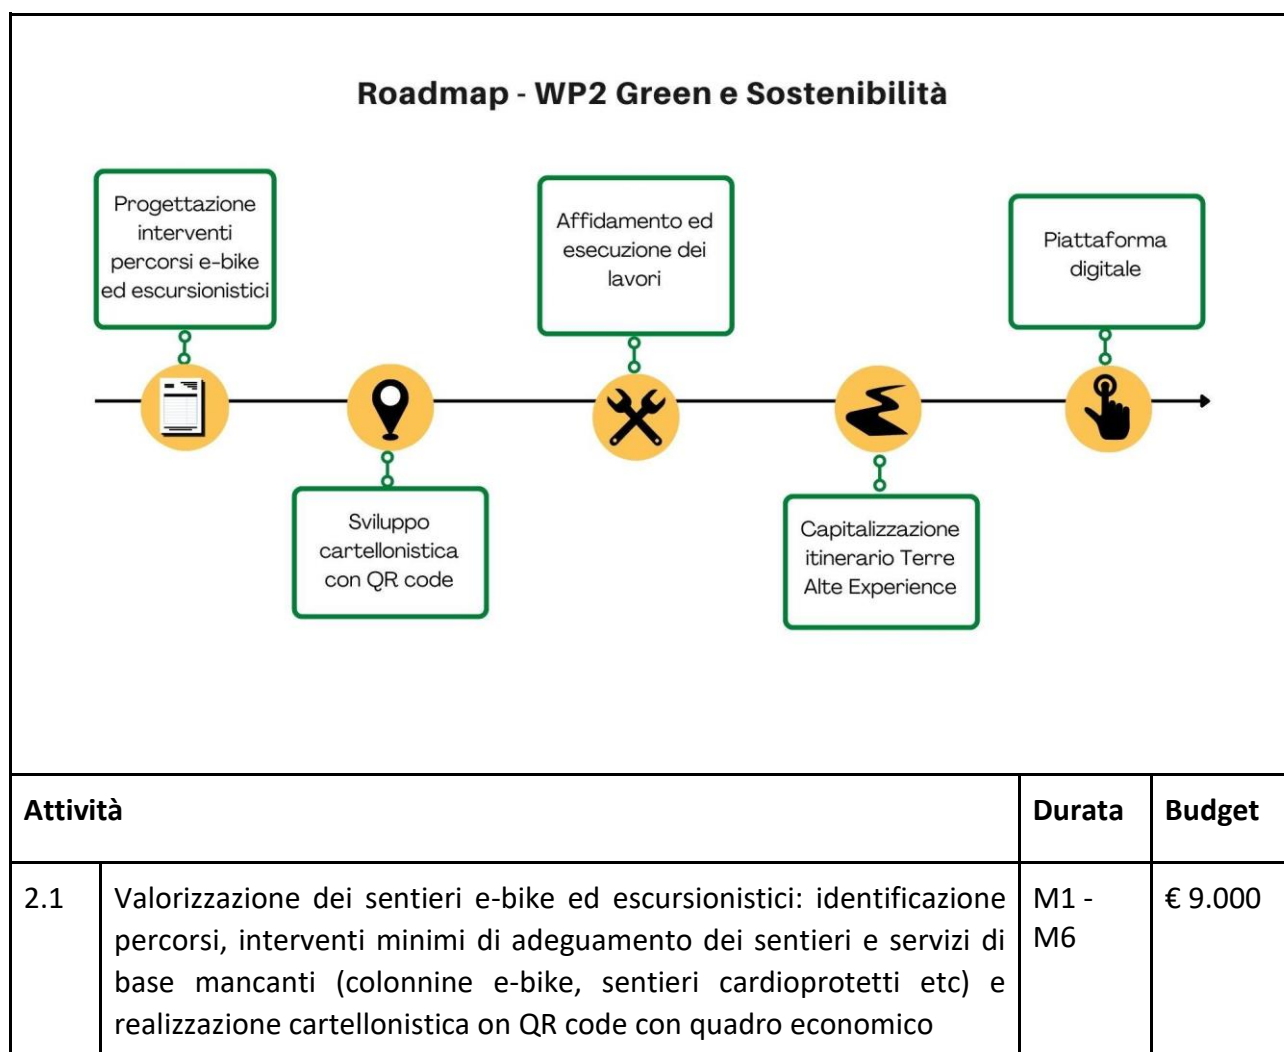 Roadmap - WP2 Green e Sostenibilità
Progettazione
interventi
percorsi e-bike
ed escursionistici
Sviluppo
cartellonistica
con QR code
Affidamento ed
esecuzione dei
lavori
Capitalizzazione
itinerario Terre
Alte Experience
Piattaforma
digitale
Attività Durata Budget
2.1 Valorizzazione dei sentieri e-bike ed escursionistici: identificazione M1 - € 9.000
percorsi, interventi minimi di adeguamento dei sentieri e servizi di M6
base mancanti (colonnine e-bike, sentieri cardioprotetti etc) e
realizzazione cartellonistica on QR code con quadro economico